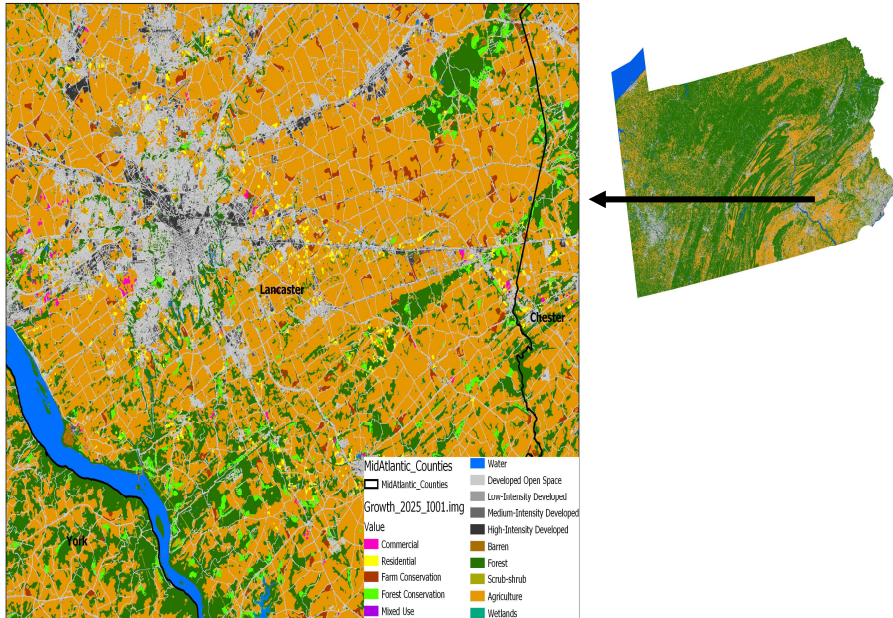 Lancaster
Chester
York
MidAtlantic_Counties
MidAtlantic_Counties
Growth_2025_I001.img
Value
Commercial
Residential
Farm Conservation
Forest Conservation
Mixed Use
Water
Developed Open Space
Low-Intensity Developed
Medium-Intensity Developed
High-Intensity Developed
Barren
Forest
Scrub-shrub
Agriculture
Wetlands